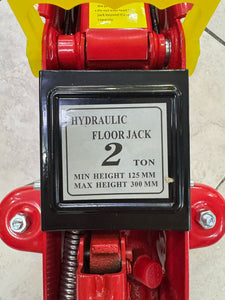 HYDRAULIC
FLOOR JACK
2 TON
MIN HEIGHT 125 MM
MAX HEIGHT 300 MM